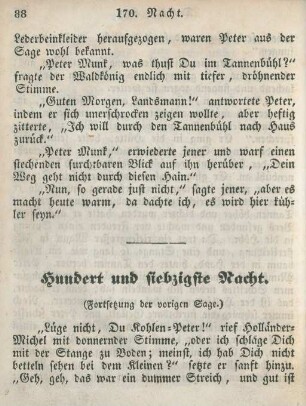 88 170. Nacht.
Lederbeinkleider herausgezogen, waren Peter aus der
Sage wohl bekannt.
„Peter Munk, was thust Du im Tannenbühl?“
fragte der Waldkönig endlich mit tiefer, dröhnender
Stimme.
„Guten Morgen, Landsmann!“ antwortete Peter,
indem er sich unerschrocken zeigen wollte, aber heftig
zitterte, „Ich will durch den Tannenbühl nach Haus
zurück.“
„Peter Munk,“ erwiederte jener und warf einen
stechenden furchtbaren Blick auf ihn herüber, „Dein
Weg geht nicht durch diesen Hain.“
„Nun, so gerade just nicht,“ sagte jener, „aber es
macht heute warm, da dachte ich, es wird hier küh-
ler seyn.“
Hundert und siebzigste Nacht.
(Fortsetzung der vorigen Sage.)
„Lüge nicht, Du Kohlen-Peter!“ rief Holländer-
Michel mit donnernder Stimme, „oder ich schlage Dich
mit der Stange zu Boden; meinst, ich hab Dich nicht
betteln sehen bei dem Kleinen?“ setzte er sanft hinzu.
„Geh, geh, das war ein dummer Streich, und gut ist